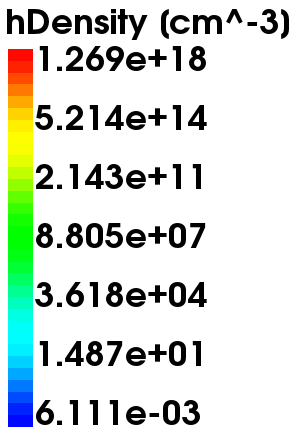 hDensity (cm^-3)
1.269e+18
5.214e+14
2.143e+11
8.805e+07
3.618e+04
1.487e+01
6.111e-03